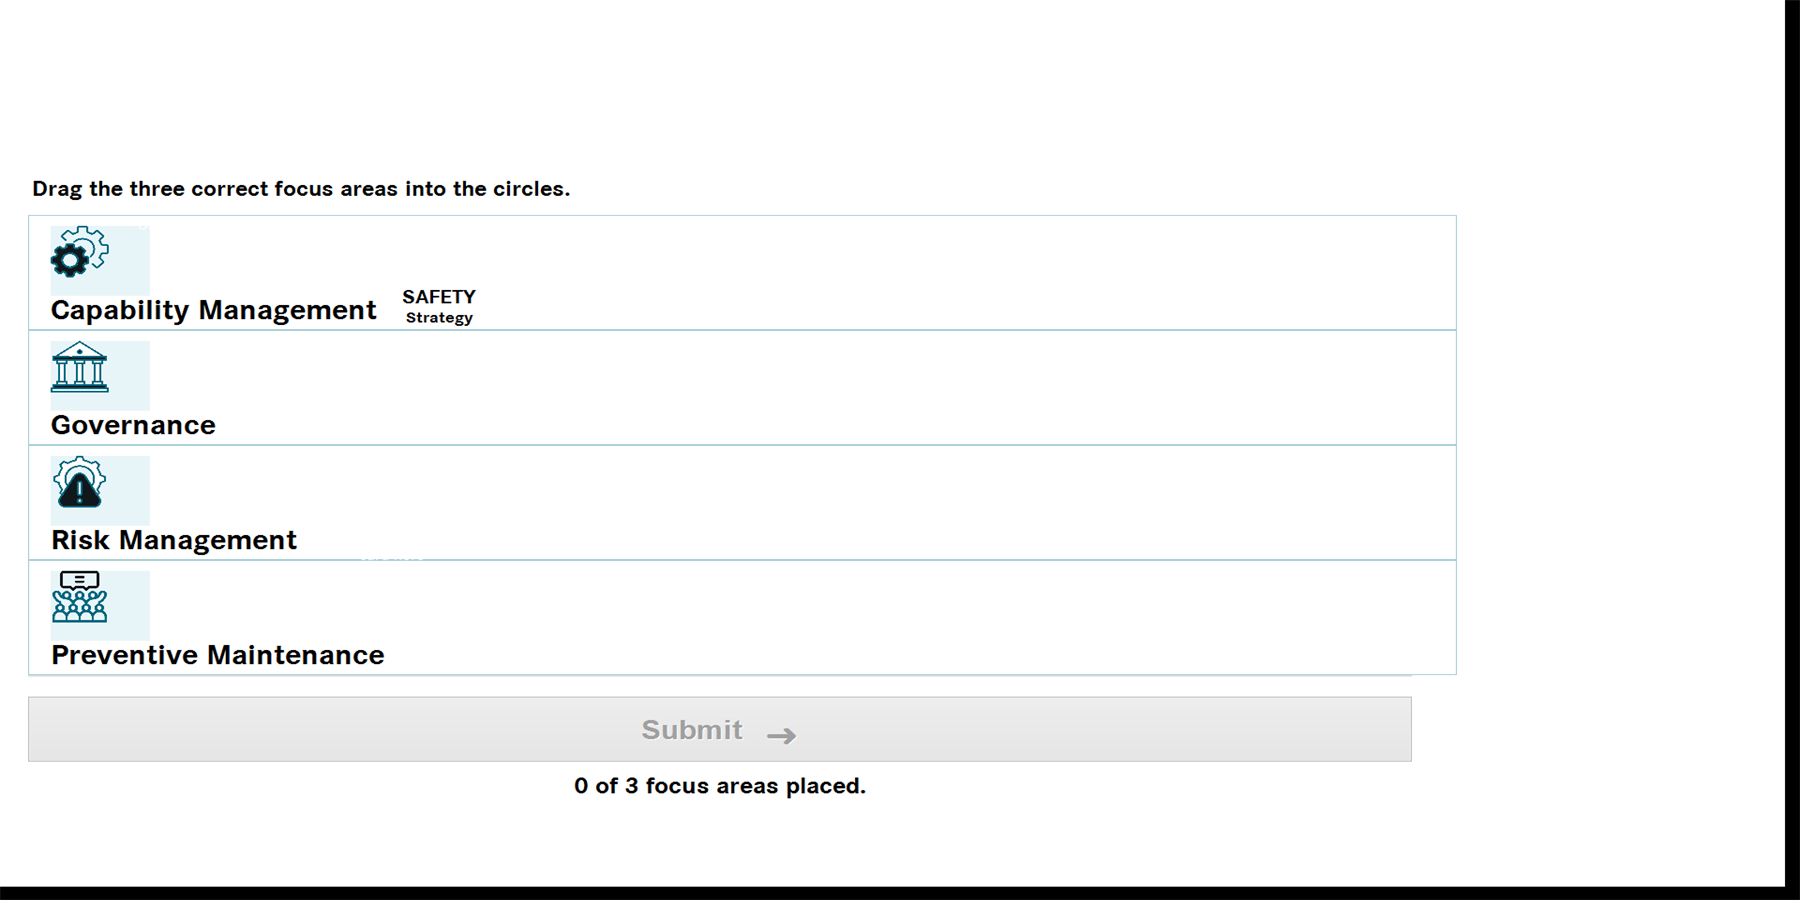 Drag the three correct focus areas into the circles.
Capability Management
SAFETY
Strategy
Governance
Risk Management
Preventive Maintenance
Submit →
0 of 3 focus areas placed.